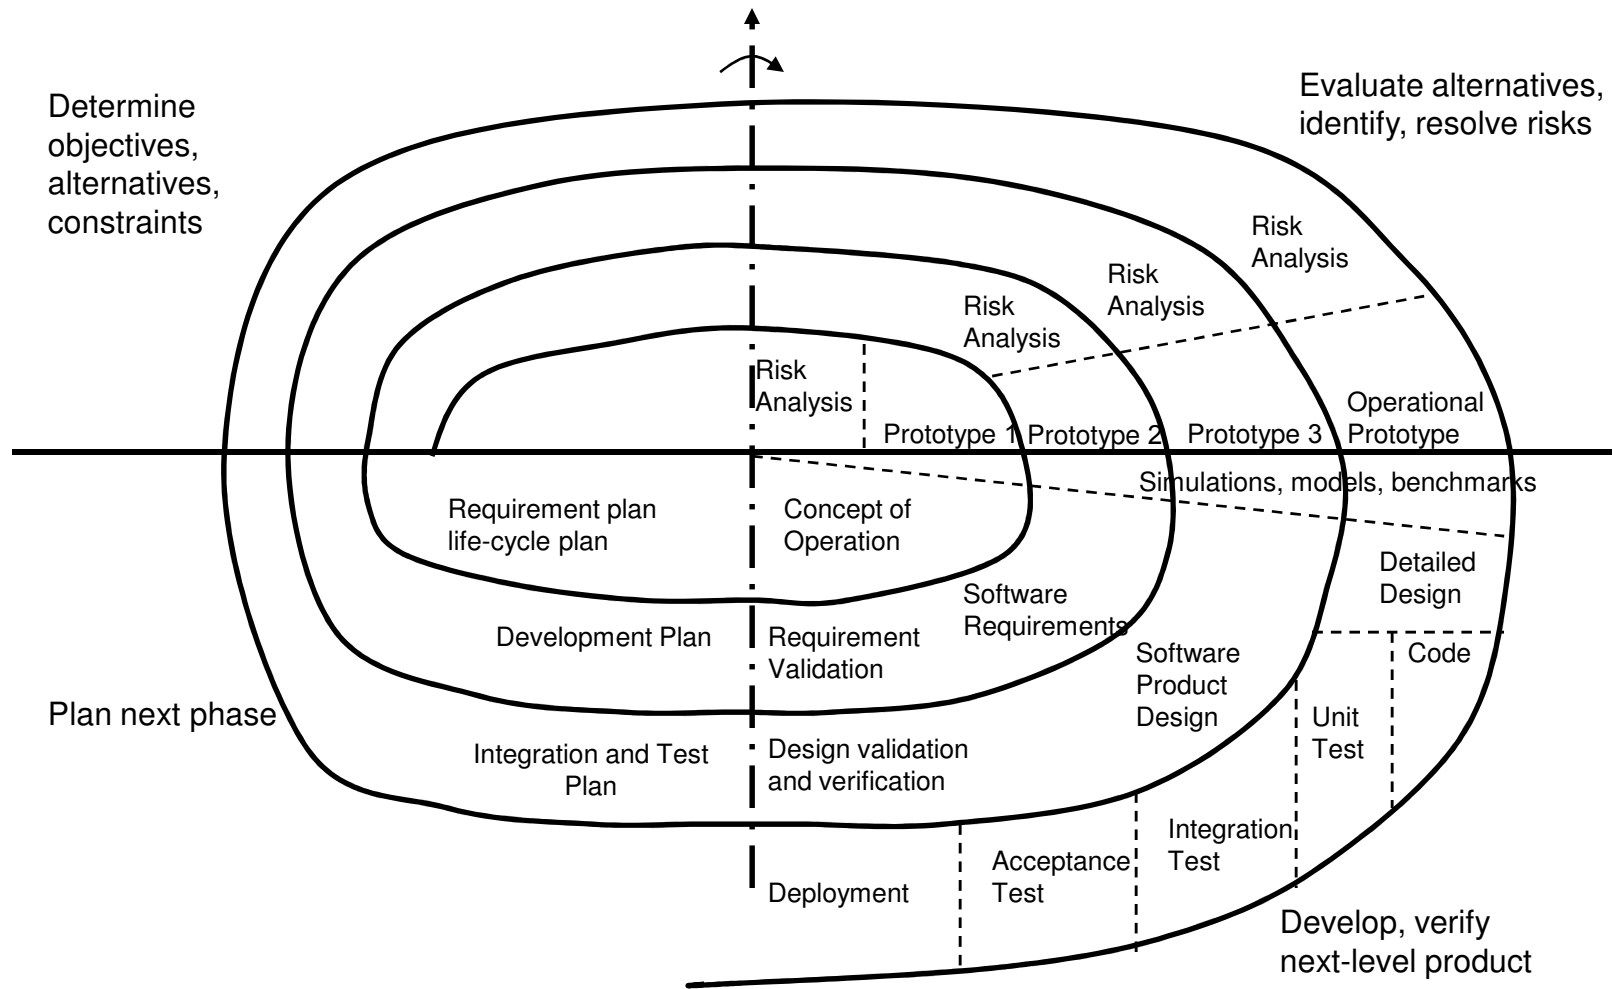 Determine
objectives,
alternatives,
constraints
Evaluate alternatives,
identify, resolve risks
Risk
Analysis
Risk
Analysis
Risk
Analysis
Risk
Analysis
Prototype 1
Prototype 2
Prototype 3
Operational
Prototype
Simulations, models, benchmarks
Requirement plan
life-cycle plan
Concept of
Operation
Detailed
Design
Software
Requirements
Development Plan
Requirement
Validation
Software
Product
Design
Code
Unit
Test
Plan next phase
Integration and Test
Plan
Design validation
and verification
Integration
Test
Acceptance
Test
Deployment
Develop, verify
next-level product